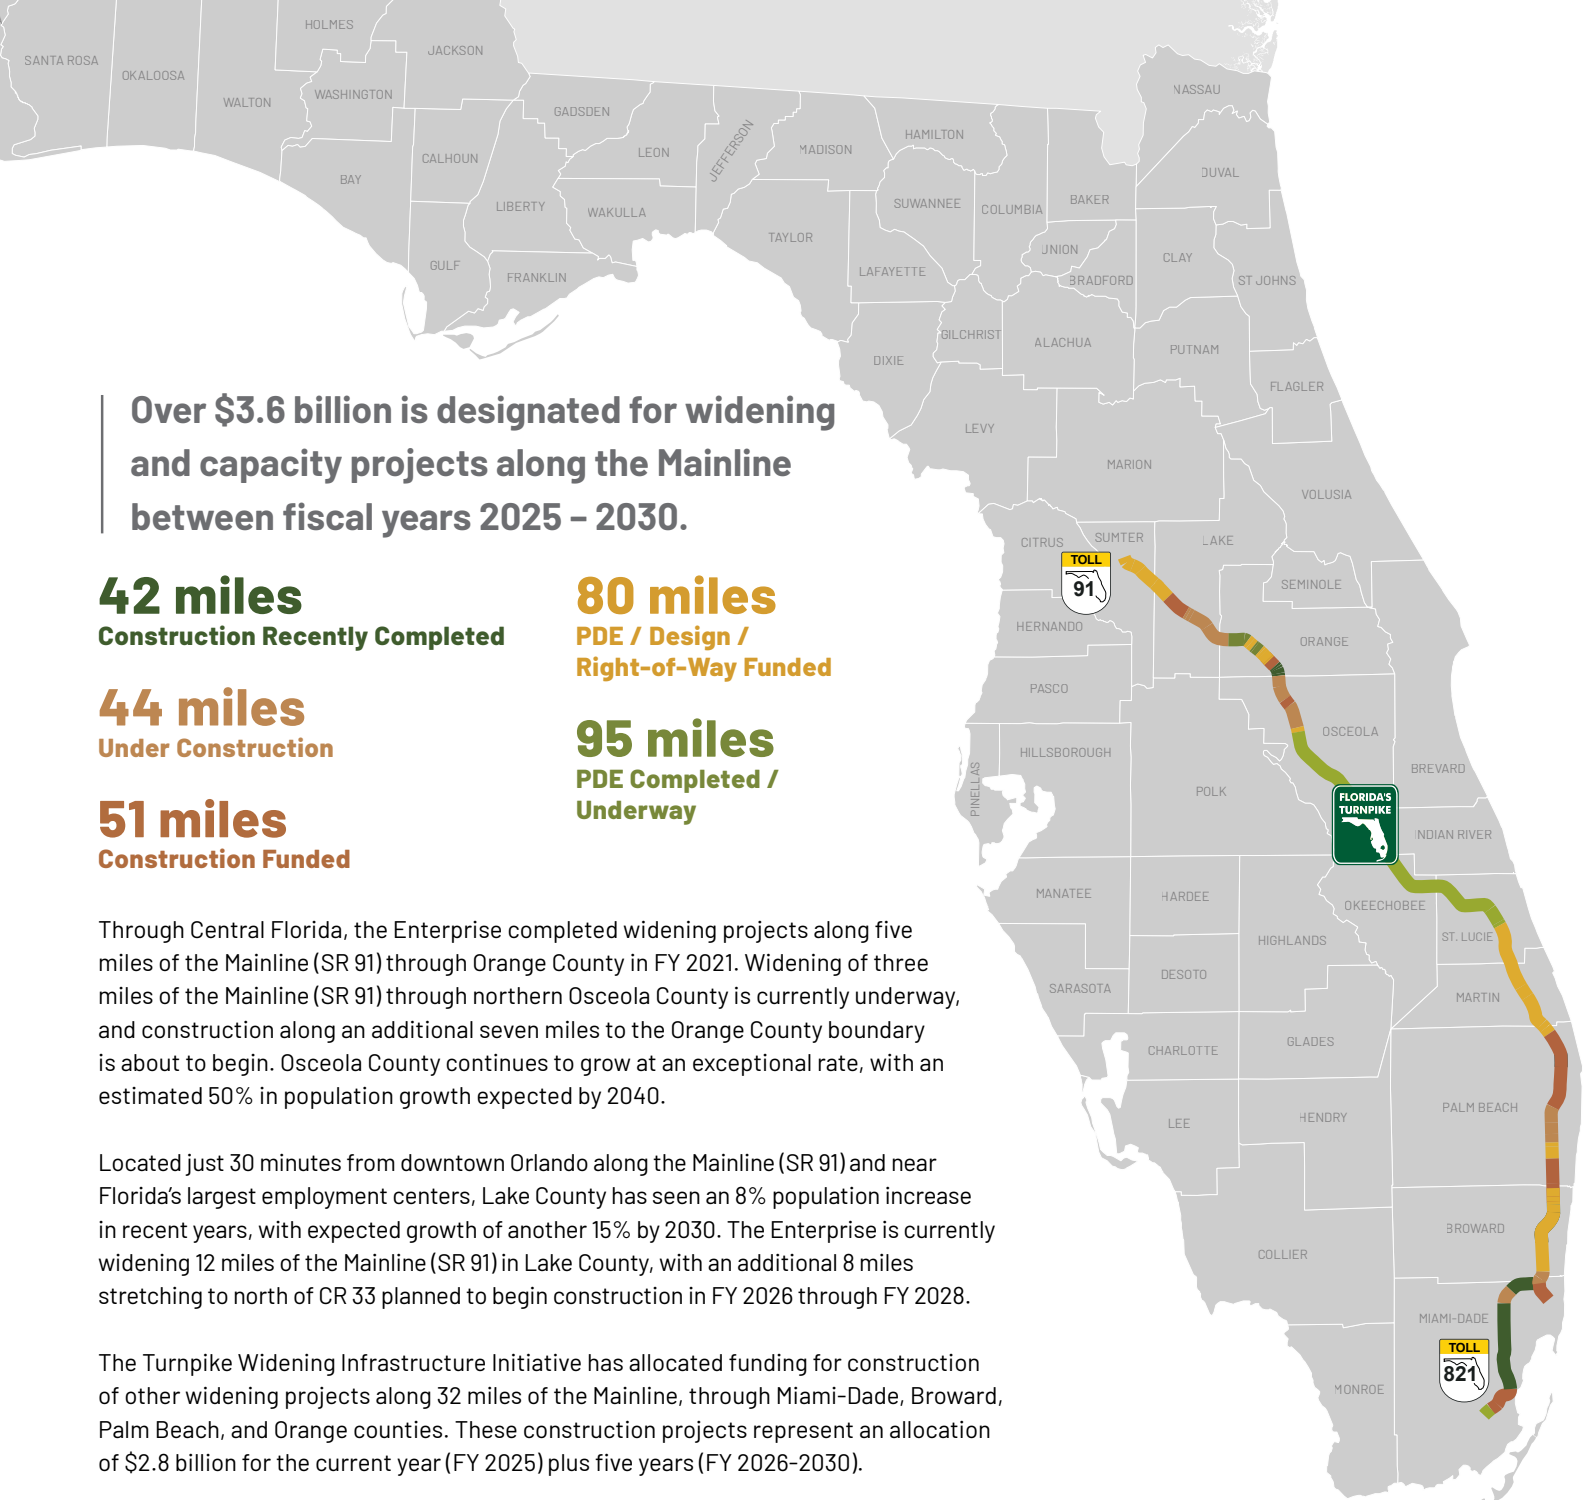 HOLMES
JACKSON
SANTA ROSA
OKALOOSA
WALTON
WASHINGTON
NASSAU
GADSDEN
LEON
JEFFERSON
MADISON
HAMILTON
CALHOUN
BAY
DUVAL
LIBERTY
WAKULLA
SUWANNEE
COLUMBIA
BAKER
TAYLOR
UNION
CLAY
GULF
FRANKLIN
LAFAYETTE
BRADFORD
ST JOHNS
GILCHRIST
ALACHUA
PUTNAM
DIXIE
FLAGLER
LEVY
MARION
VOLUSIA
CITRUS
SUMTER
LAKE
TOLL
91
SEMINOLE
HERNANDO
ORANGE
PASCO
OSCEOLA
HILLSBOROUGH
PINELLAS
POLK
BREVARD
FLORIDA'S
TURNPIKE
INDIAN RIVER
MANATEE
HARDEE
OKEECHOBEE
HIGHLANDS
ST. LUCIE
DESOTO
SARASOTA
MARTIN
CHARLOTTE
GLADES
LEE
HENDRY
PALM BEACH
COLLIER
BROWARD
MIAMI-DADE
TOLL
821
MONROE
Over $3.6 billion is designated for widening
and capacity projects along the Mainline
between fiscal years 2025 – 2030.
42 miles
Construction Recently Completed
44 miles
Under Construction
51 miles
Construction Funded
80 miles
PDE / Design /
Right-of-Way Funded
95 miles
PDE Completed /
Underway
Through Central Florida, the Enterprise completed widening projects along five
miles of the Mainline (SR 91) through Orange County in FY 2021. Widening of three
miles of the Mainline (SR 91) through northern Osceola County is currently underway,
and construction along an additional seven miles to the Orange County boundary
is about to begin. Osceola County continues to grow at an exceptional rate, with an
estimated 50% in population growth expected by 2040.
Located just 30 minutes from downtown Orlando along the Mainline (SR 91) and near
Florida's largest employment centers, Lake County has seen an 8% population increase
in recent years, with expected growth of another 15% by 2030. The Enterprise is currently
widening 12 miles of the Mainline (SR 91) in Lake County, with an additional 8 miles
stretching to north of CR 33 planned to begin construction in FY 2026 through FY 2028.
The Turnpike Widening Infrastructure Initiative has allocated funding for construction
of other widening projects along 32 miles of the Mainline, through Miami-Dade, Broward,
Palm Beach, and Orange counties. These construction projects represent an allocation
of $2.8 billion for the current year (FY 2025) plus five years (FY 2026-2030).